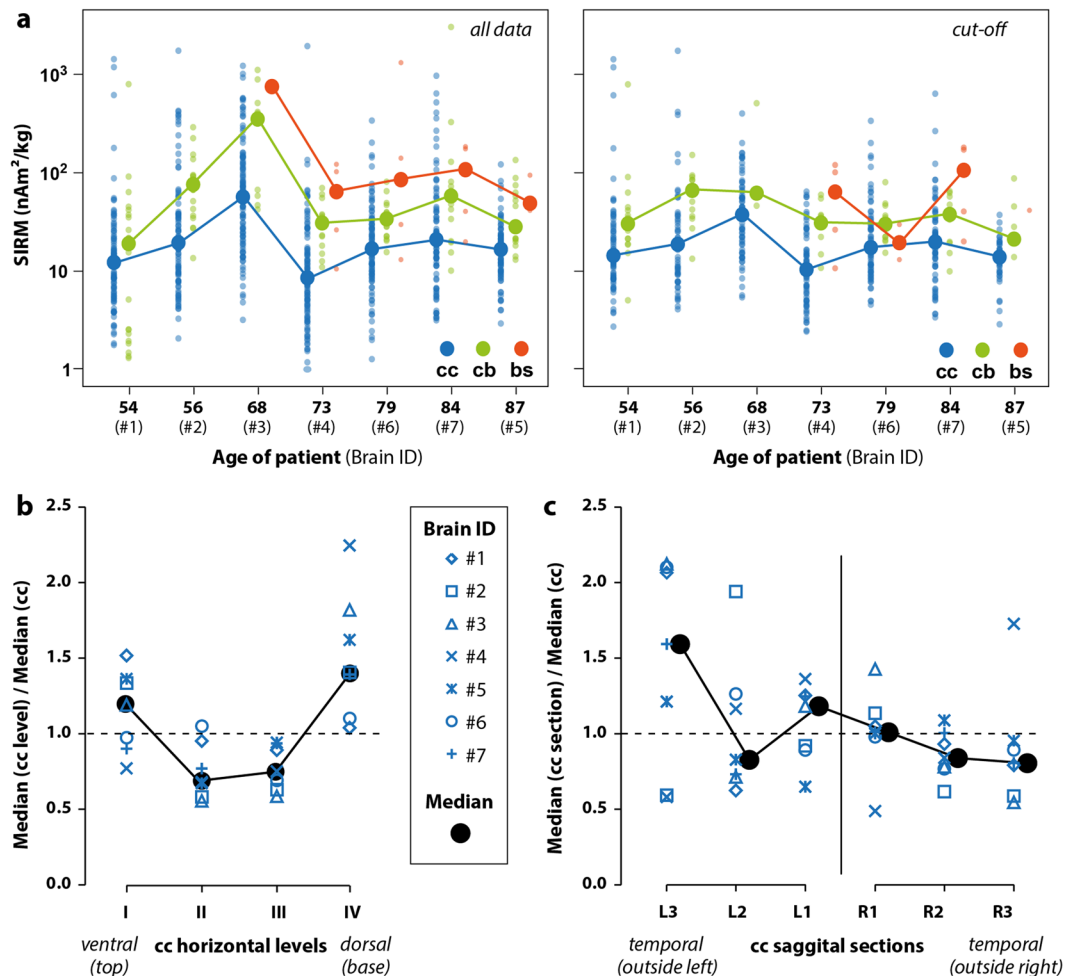 a
all data
cut-off
SIRM (nAm²/kg)
10³
10²
10
1
cc cb bs
cc cb bs
54 56 68 73 79 84 87
(#1) (#2) (#3) (#4) (#6) (#7) (#5)
Age of patient (Brain ID)
54 56 68 73 79 84 87
(#1) (#2) (#3) (#4) (#6) (#7) (#5)
Age of patient (Brain ID)
b
Median (cc level) / Median (cc)
2.5
2.0
1.5
1.0
0.5
0.0
I II III IV
ventral
(top)
cc horizontal levels
dorsal
(base)
Brain ID
#1
#2
#3
#4
#5
#6
#7
Median
c
Median (cc section) / Median (cc)
2.5
2.0
1.5
1.0
0.5
0.0
L3 L2 L1 R1 R2 R3
temporal
(outside left)
cc saggital sections
temporal
(outside right)